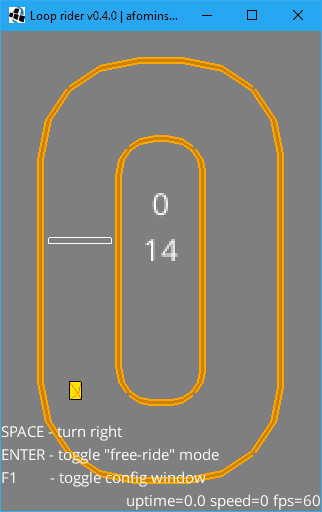 Loop rider v0.4.0 | afomins...
0
14
SPACE - turn right
ENTER - toggle "free-ride" mode
F1 - toggle config window
uptime=0.0 speed=0 fps=60